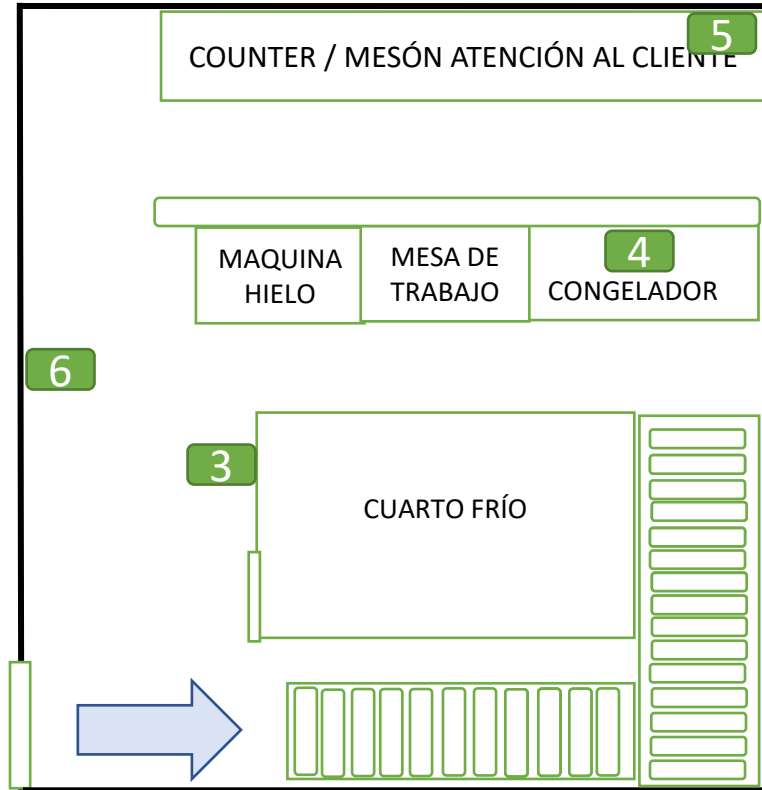 5
COUNTER / MESÓN ATENCIÓN AL CLIENTE
4
MAQUINA
HIELO
MESA DE
TRABAJO
CONGELADOR
6
3
CUARTO FRÍO